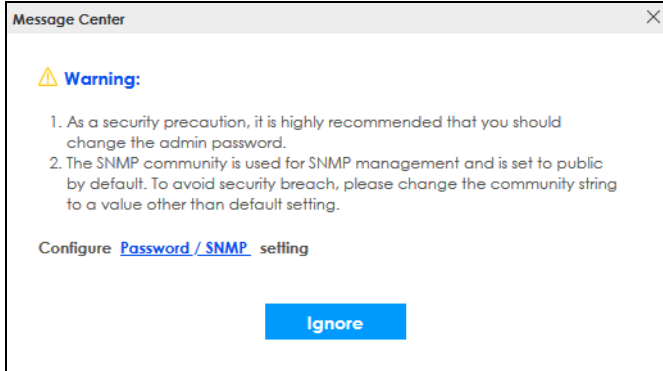 Message Center
Warning:
1. As a security precaution, it is highly recommended that you should
change the admin password.
2. The SNMP community is used for SNMP management and is set to public
by default. To avoid security breach, please change the community string
to a value other than default setting.
Configure Password / SNMP setting
Ignore